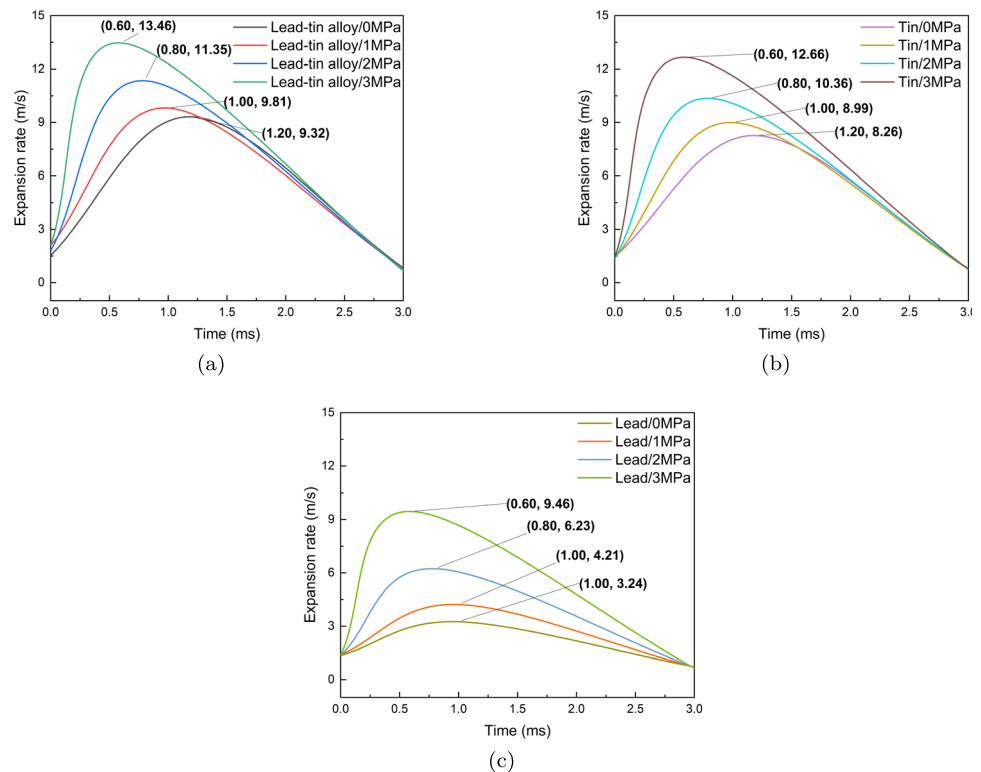 15
12
9
6
3
0
Expansion rate (m/s)
(0.60, 13.46)
(0.80, 11.35)
(1.00, 9.81)
(1.20, 9.32)
Lead-tin alloy/0MPa
Lead-tin alloy/1MPa
Lead-tin alloy/2MPa
Lead-tin alloy/3MPa
0.0 0.5 1.0 1.5 2.0 2.5 3.0
Time (ms)
(a)
15
12
9
6
3
0
Expansion rate (m/s)
Tin/0MPa
Tin/1MPa
Tin/2MPa
Tin/3MPa
(0.60, 12.66)
(0.80, 10.36)
(1.00, 8.99)
(1.20, 8.26)
0.0 0.5 1.0 1.5 2.0 2.5 3.0
Time (ms)
(b)
15
12
9
6
3
0
Expansion rate (m/s)
Lead/0MPa
Lead/1MPa
Lead/2MPa
Lead/3MPa
(0.60, 9.46)
(0.80, 6.23)
(1.00, 4.21)
(1.00, 3.24)
0.0 0.5 1.0 1.5 2.0 2.5 3.0
Time (ms)
(c)